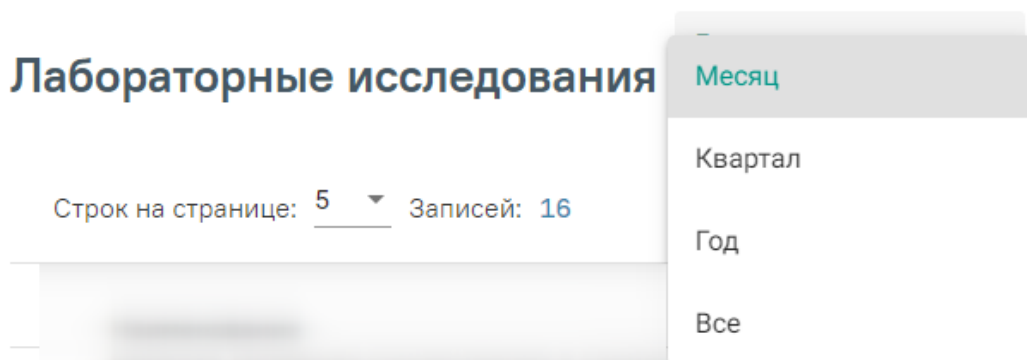 Лабораторные исследования
Месяц
Квартал
Строк на странице: 5 Записей: 16
Год
Все